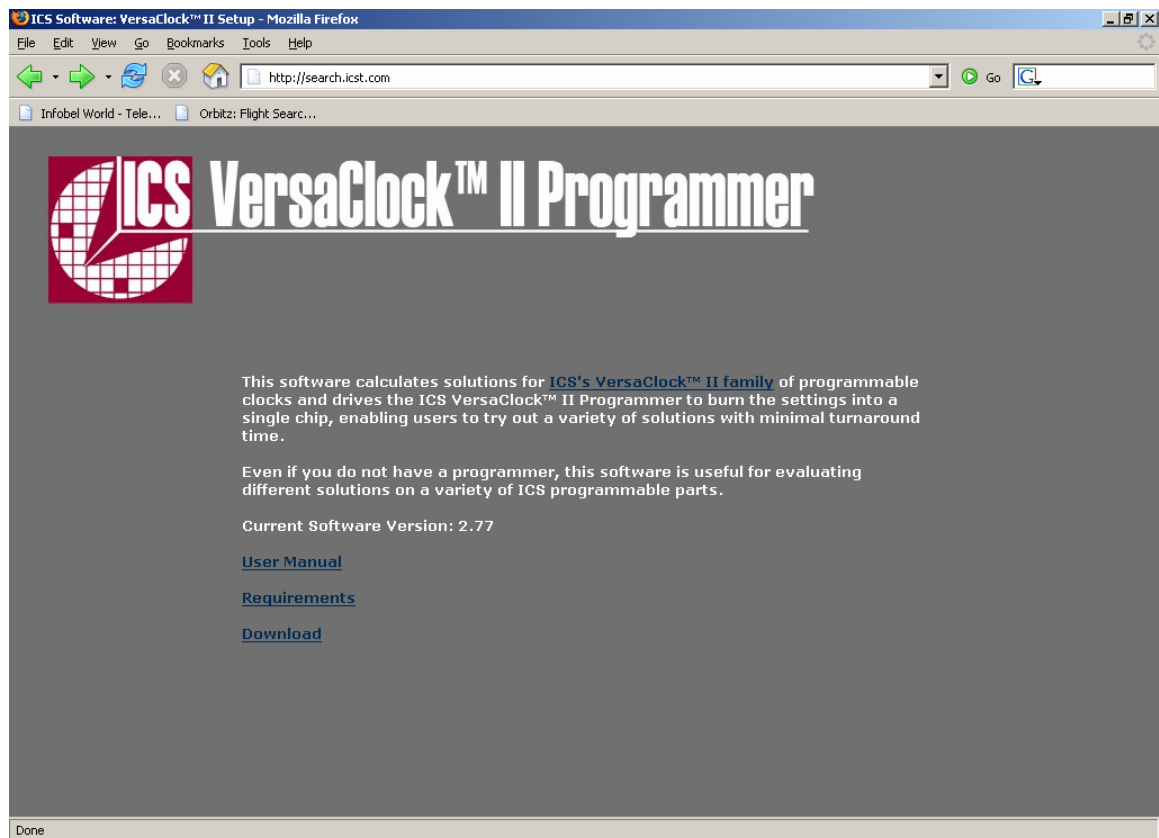 ICS Software: VersaClock™ II Setup - Mozilla Firefox
File Edit View Go Bookmarks Tools Help
http://search.icst.com Go G
Infobel World - Tele... Orbitz: Flight Searc...
ICS VersaClock™ II Programmer
This software calculates solutions for ICS's VersaClock™ II family of programmable
clocks and drives the ICS VersaClock™ II Programmer to burn the settings into a
single chip, enabling users to try out a variety of solutions with minimal turnaround
time.
Even if you do not have a programmer, this software is useful for evaluating
different solutions on a variety of ICS programmable parts.
Current Software Version: 2.77
User Manual
Requirements
Download
Done